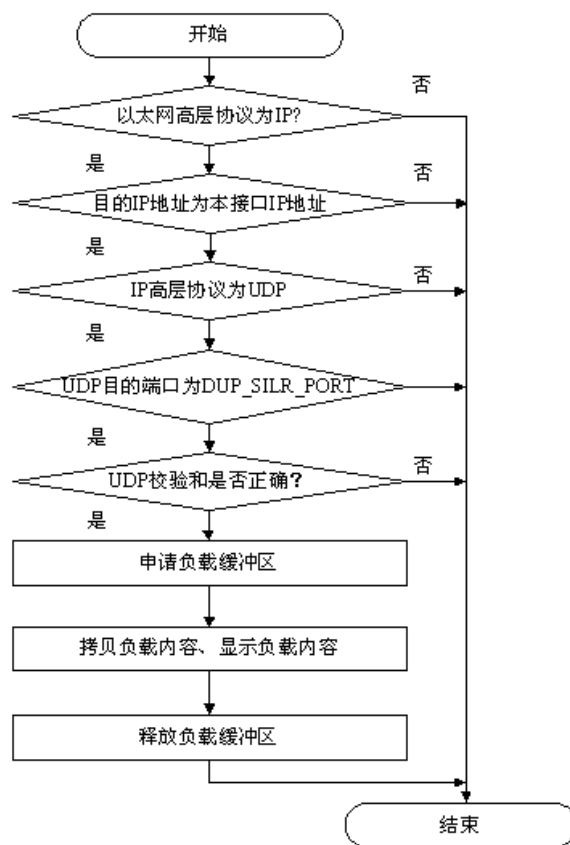 开始
否
以太网高层协议为IP?
是
否
目的IP地址为本接口IP地址
是
否
IP高层协议为UDP
是
UDP目的端口为DUP_SILR_PORT
是
否
UDP校验和是否正确?
是
申请负载缓冲区
拷贝负载内容、显示负载内容
释放负载缓冲区
结束